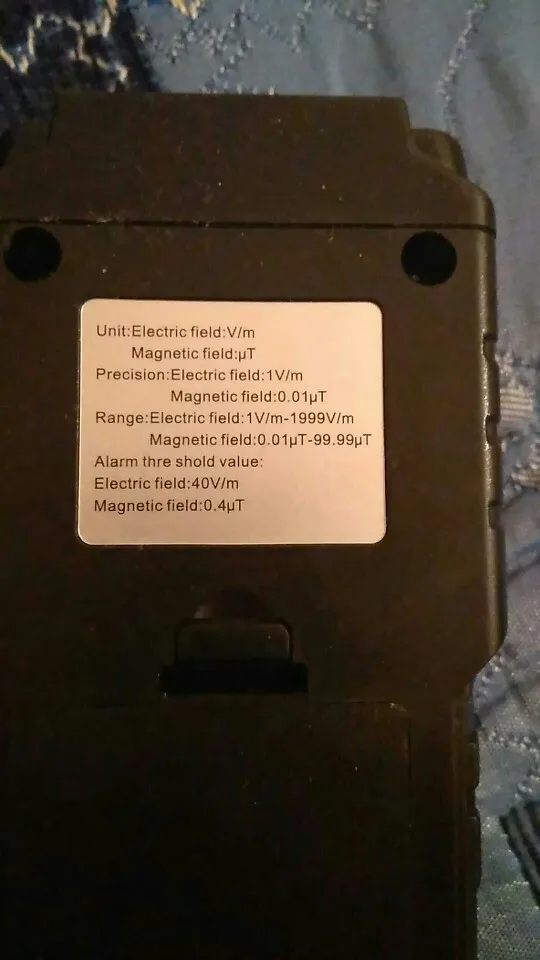 Unit:Electric field:V/m
Magnetic field:µT
Precision:Electric field:1V/m
Magnetic field:0.01µT
Range:Electric field:1V/m-1999V/m
Magnetic field:0.01µT-99.99µT
Alarm thre shold value:
Electric field:40V/m
Magnetic field:0.4µT